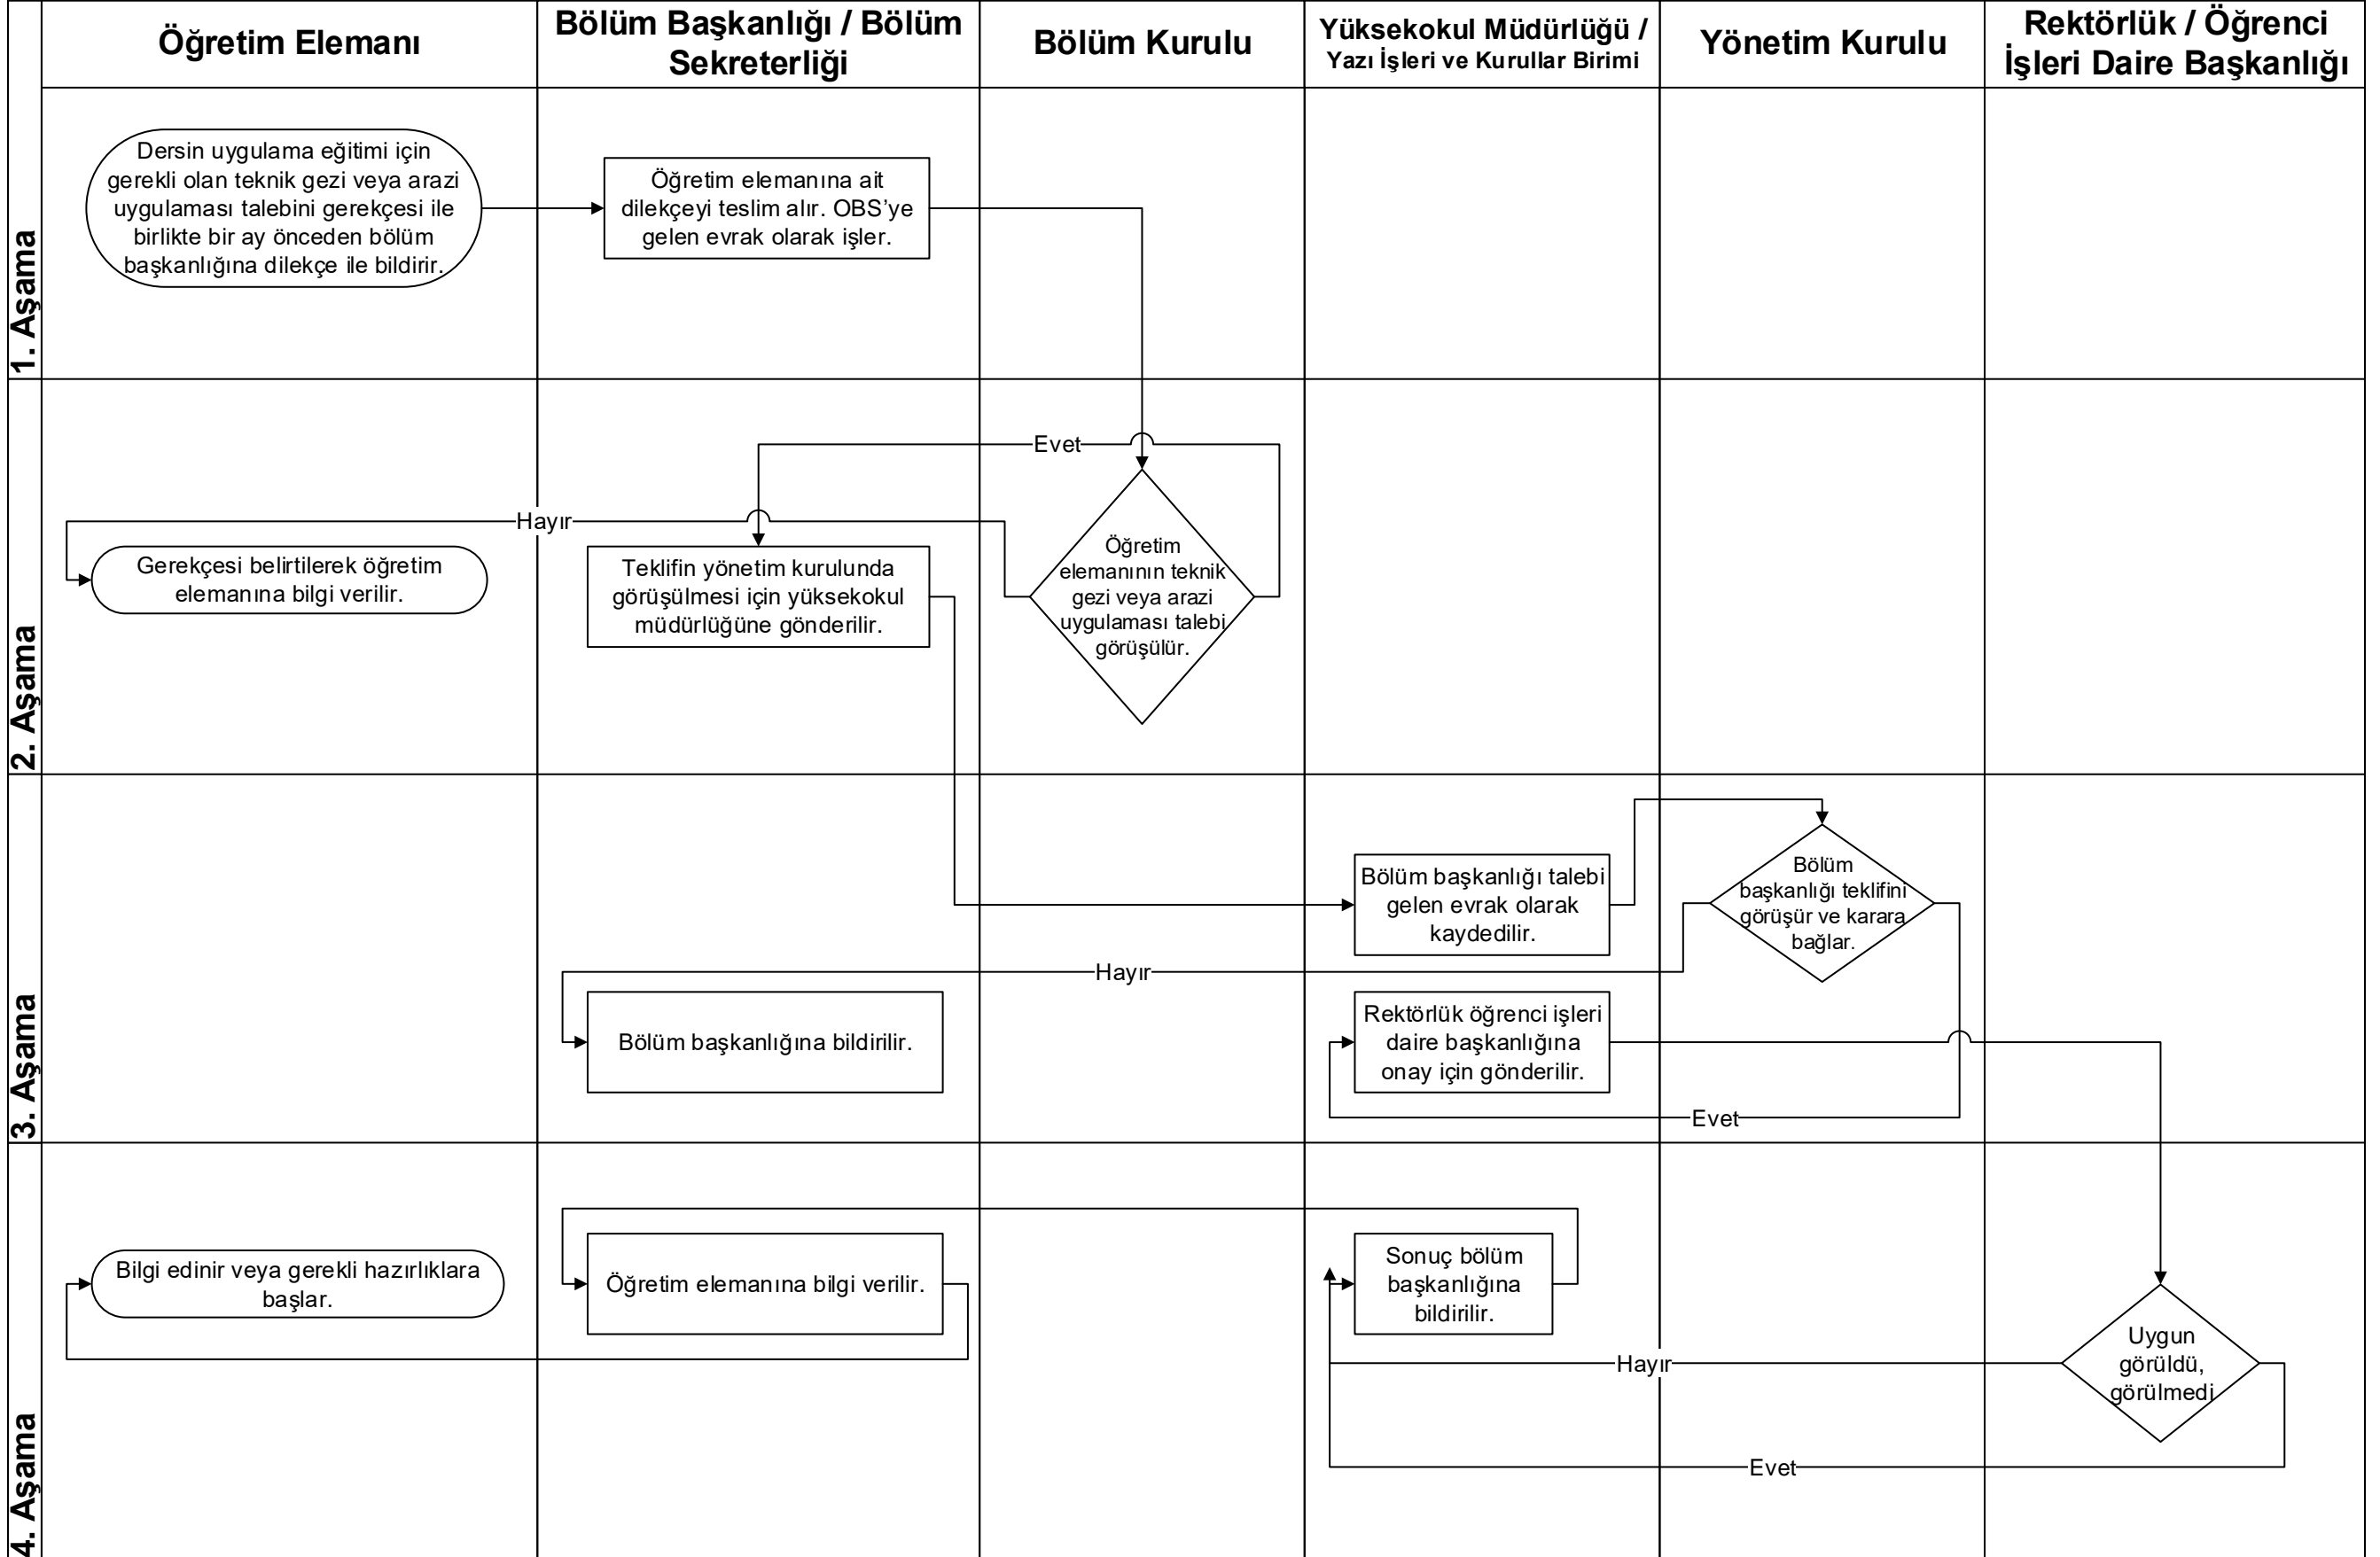 Öğretim Elemanı
Bölüm Başkanlığı / Bölüm
Sekreterliği
Bölüm Kurulu
Yüksekokul Müdürlüğü /
Yazı İşleri ve Kurullar Birimi
Yönetim Kurulu
Rektörlük / Öğrenci
İşleri Daire Başkanlığı
1. Aşama
Dersin uygulama eğitimi için
gerekli olan teknik gezi veya arazi
uygulaması talebini gerekçesi ile
birlikte bir ay önceden bölüm
başkanlığına dilekçe ile bildirir.
Öğretim elemanına ait
dilekçeyi teslim alır. OBS’ye
gelen evrak olarak işler.
2. Aşama
Evet
Hayır
Gerekçesi belirtilerek öğretim
elemanına bilgi verilir.
Teklifin yönetim kurulunda
görüşülmesi için yüksekokul
müdürlüğüne gönderilir.
Öğretim
elemanının teknik
gezi veya arazi
uygulaması talebi
görüşülür.
3. Aşama
Bölüm başkanlığı talebi
gelen evrak olarak
kaydedilir.
Bölüm
başkanlığı teklifini
görüşür ve karara
bağlar.
Hayır
Bölüm başkanlığına bildirilir.
Rektörlük öğrenci işleri
daire başkanlığına
onay için gönderilir.
Evet
4. Aşama
Bilgi edinir veya gerekli hazırlıklara
başlar.
Öğretim elemanına bilgi verilir.
Sonuç bölüm
başkanlığına
bildirilir.
Uygun
görüldü,
görülmedi
Hayır
Evet